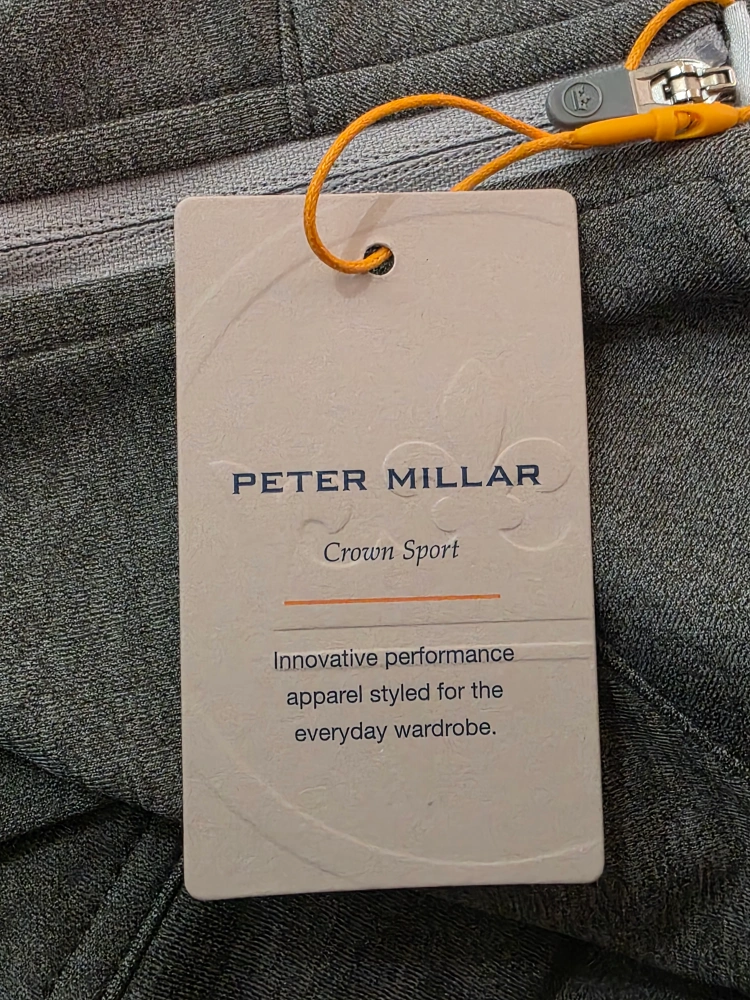 PETER MILLAR
Crown Sport
Innovative performance
apparel styled for the
everyday wardrobe.